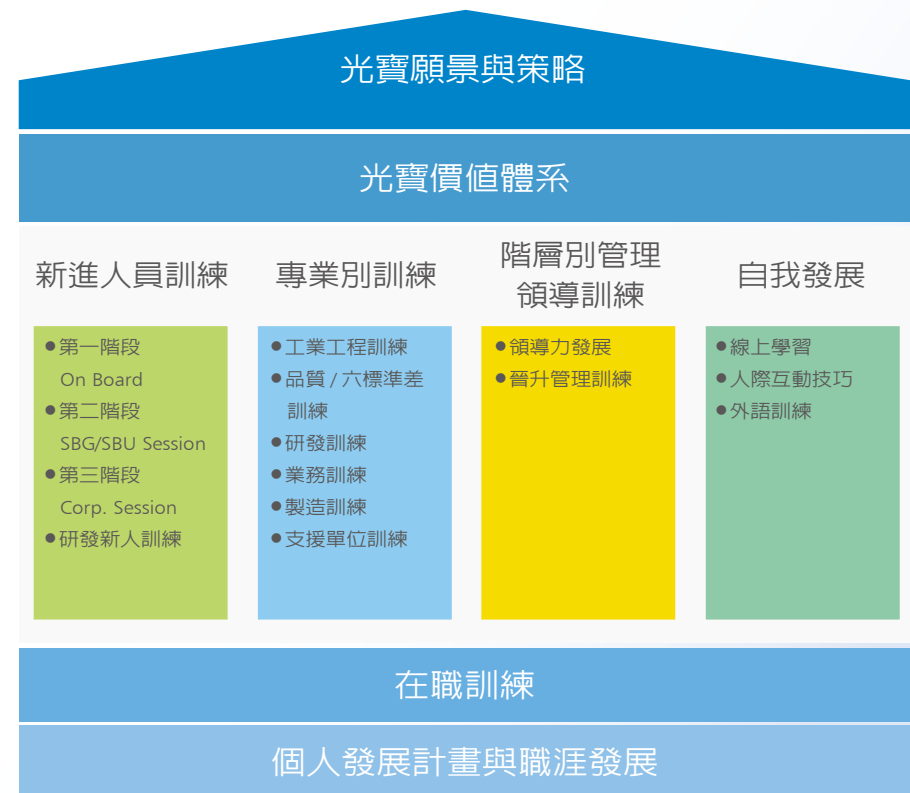 光寶願景與策略
光寶價值體系
新進人員訓練
●第一階段
On Board
●第二階段
SBG/SBU Session
●第三階段
Corp. Session
●研發新人訓練
專業別訓練
●工業工程訓練
●品質/六標準差
訓練
●研發訓練
●業務訓練
●製造訓練
●支援單位訓練
階層別管理
領導訓練
●領導力發展
●晉升管理訓練
自我發展
●線上學習
●人際互動技巧
●外語訓練
在職訓練
個人發展計畫與職涯發展